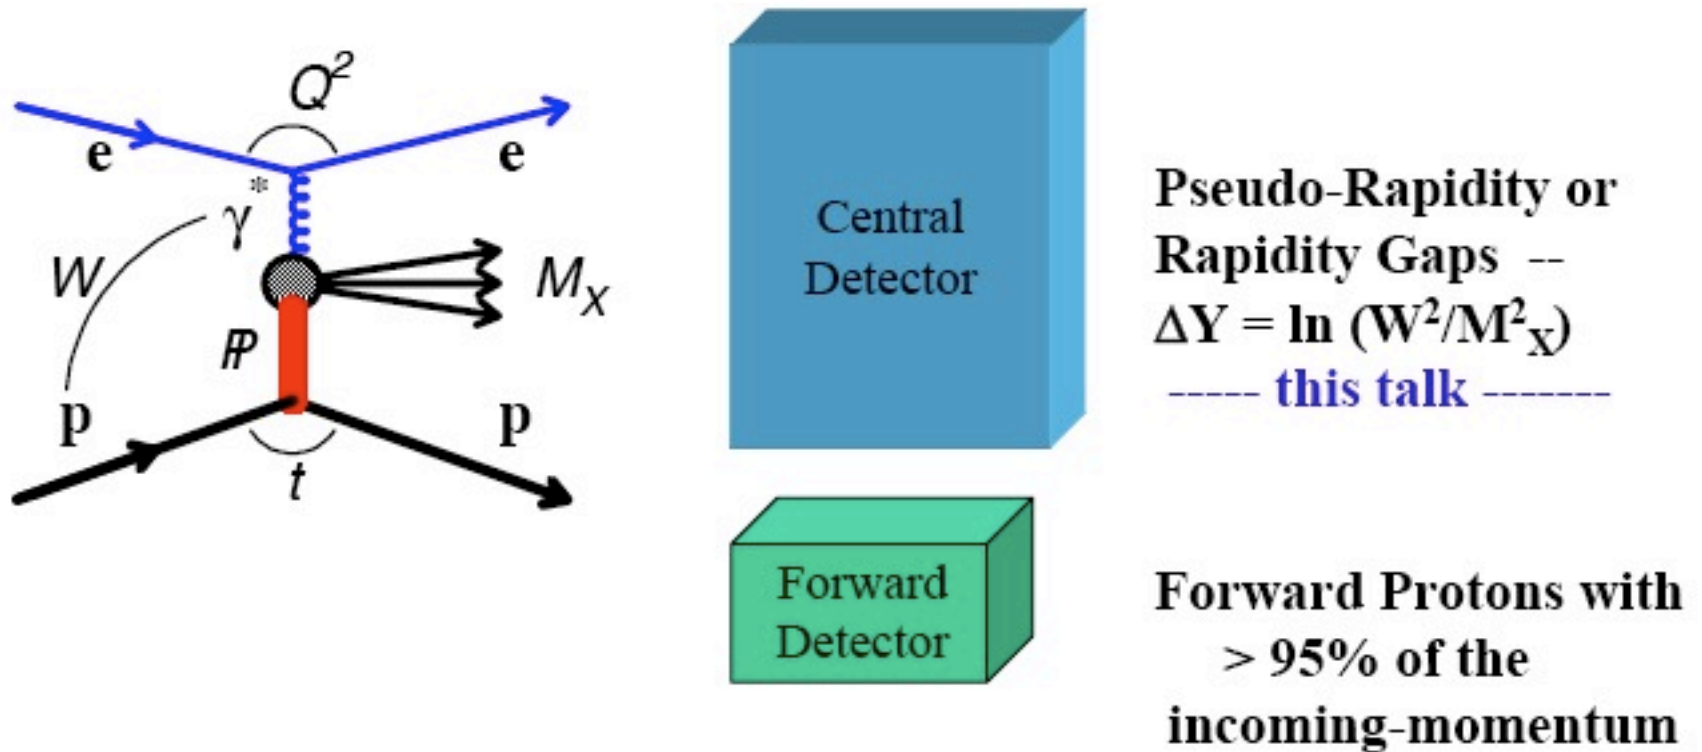 Q²
e
e
γ*
W
M_X
IP
p
p
t
Central
Detector
Pseudo-Rapidity or
Rapidity Gaps --
ΔY = ln (W²/M²_X)
----- this talk -------
Forward
Detector
Forward Protons with
> 95% of the
incoming-momentum